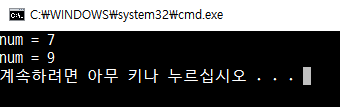 C:₩WINDOWS₩system32₩cmd.exe
num = 7
num = 9
계속하려면 아무 키나 누르십시오 . . .